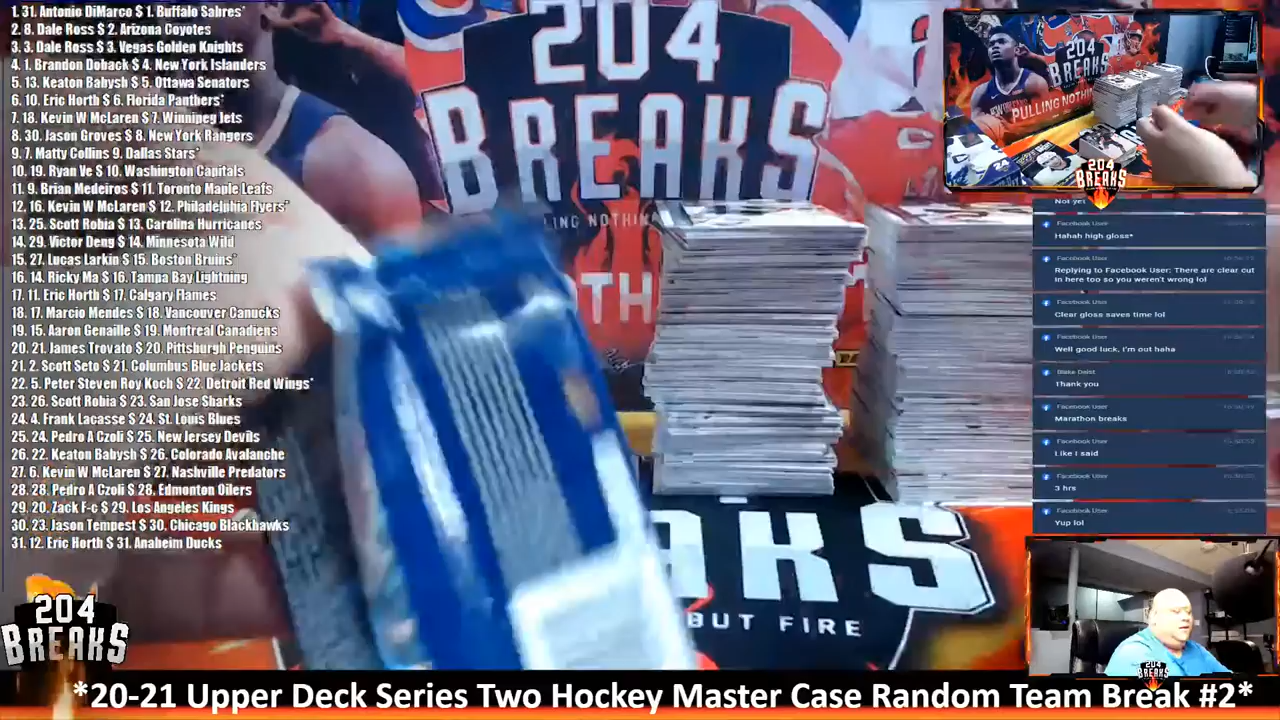 1. 31. Antonio DiMarco $ 1. Buffalo Sabres*
2. 8. Dale Ross $ 2. Arizona Coyotes
3. 3. Dale Ross $ 3. Vegas Golden Knights
4. 1. Brandon Doback $ 4. New York Islanders
5. 13. Keaton Babysh $ 5. Ottawa Senators
6. 10. Eric Horth $ 6. Florida Panthers*
7. 18. Kevin W McLaren $ 7. Winnipeg Jets
8. 30. Jason Groves $ 8. New York Rangers
9. 7. Matty Collins 9. Dallas Stars*
10. 19. Ryan Ve $ 10. Washington Capitals
11. 9. Brian Medeiros $ 11. Toronto Maple Leafs
12. 16. Kevin W McLaren $ 12. Philadelphia Flyers*
13. 25. Scott Robia $ 13. Carolina Hurricanes
14. 29. Victor Deng $ 14. Minnesota Wild
15. 27. Lucas Larkin $ 15. Boston Bruins*
16. 14. Ricky Ma $ 16. Tampa Bay Lightning
17. 11. Eric Horth $ 17. Calgary Flames
18. 17. Marcio Mendes $ 18. Vancouver Canucks
19. 15. Aaron Genaille $ 19. Montreal Canadiens
20. 21. James Trovato $ 20. Pittsburgh Penguins
21. 2. Scott Seto $ 21. Columbus Blue Jackets
22. 5. Peter Steven Roy Koch $ 22. Detroit Red Wings*
23. 26. Scott Robia $ 23. San Jose Sharks
24. 4. Frank Lacasse $ 24. St. Louis Blues
25. 24. Pedro A Czoli $ 25. New Jersey Devils
26. 22. Keaton Babysh $ 26. Colorado Avalanche
27. 6. Kevin W McLaren $ 27. Nashville Predators
28. 28. Pedro A Czoli $ 28. Edmonton Oilers
29. 20. Zack F-c $ 29. Los Angeles Kings
30. 23. Jason Tempest $ 30. Chicago Blackhawks
31. 12. Eric Horth $ 31. Anaheim Ducks
204
BREAKS
204
BREAKS
BUT FIRE
204
BREAKS
PULLING NOTHIN
204
BREAKS
Not yet
Facebook User
Hahah high gloss*
Facebook User
Replying to Facebook User: There are clear cut
in here too so you weren't wrong lol
Facebook User
Clear gloss saves time lol
Facebook User
Well good luck, I'm out haha
Blake Deist
Thank you
Facebook User
Marathon breaks
Facebook User
Like I said
Facebook User
3 hrs
Facebook User
Yup lol
204
BREAKS
*20-21 Upper Deck Series Two Hockey Master Case Random Team Break #2*